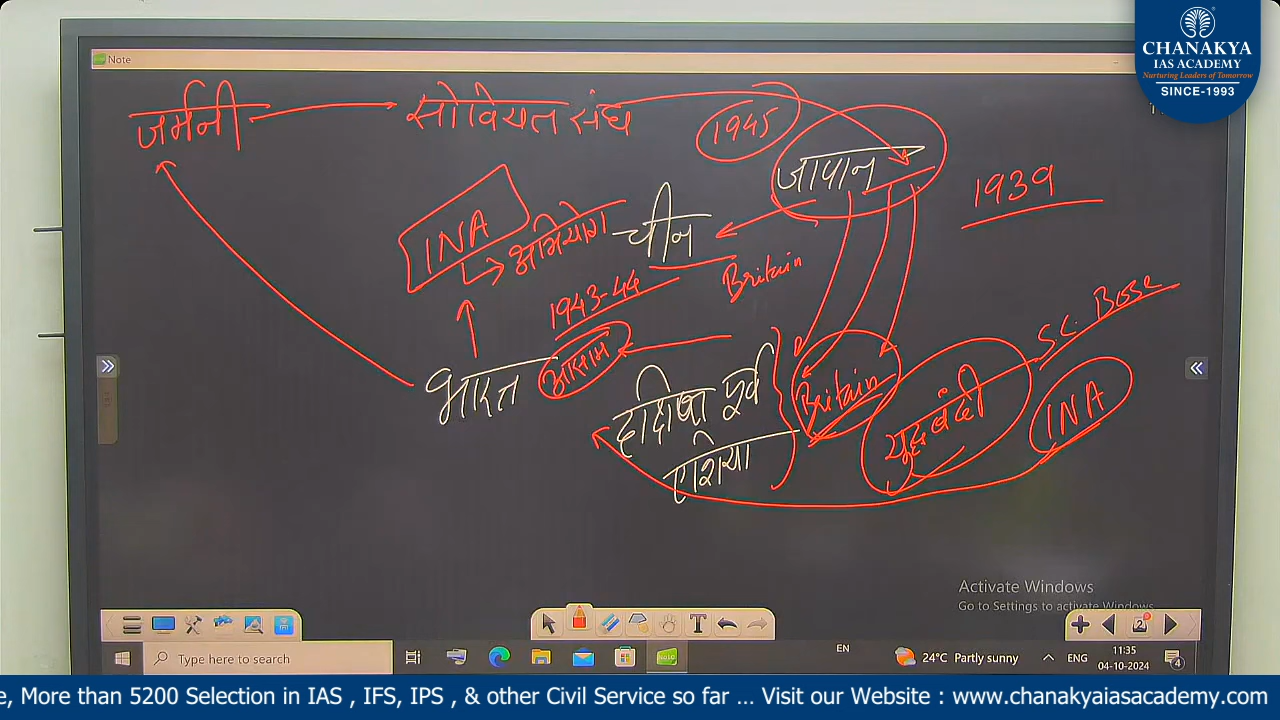 CHANAKYA
IAS ACADEMY
Nurturing Leaders of Tomorrow
SINCE-1993
Note
जर्मनी
सोवियत संघ
1945
जापान
1939
INA
अभियोग
चीन
Britain
1943-44
S.C. Bose
भारत
आसाम
दक्षिण पूर्व
एशिया
Britain
युद्धबंदी
INA
Activate Windows
Go to Settings to activate Windows.
2
Type here to search
EN
24°C Partly sunny
ENG
11:35
04-10-2024
4
e, More than 5200 Selection in IAS , IFS, IPS , & other Civil Service so far ... Visit our Website : www.chanakyaiasacademy.com